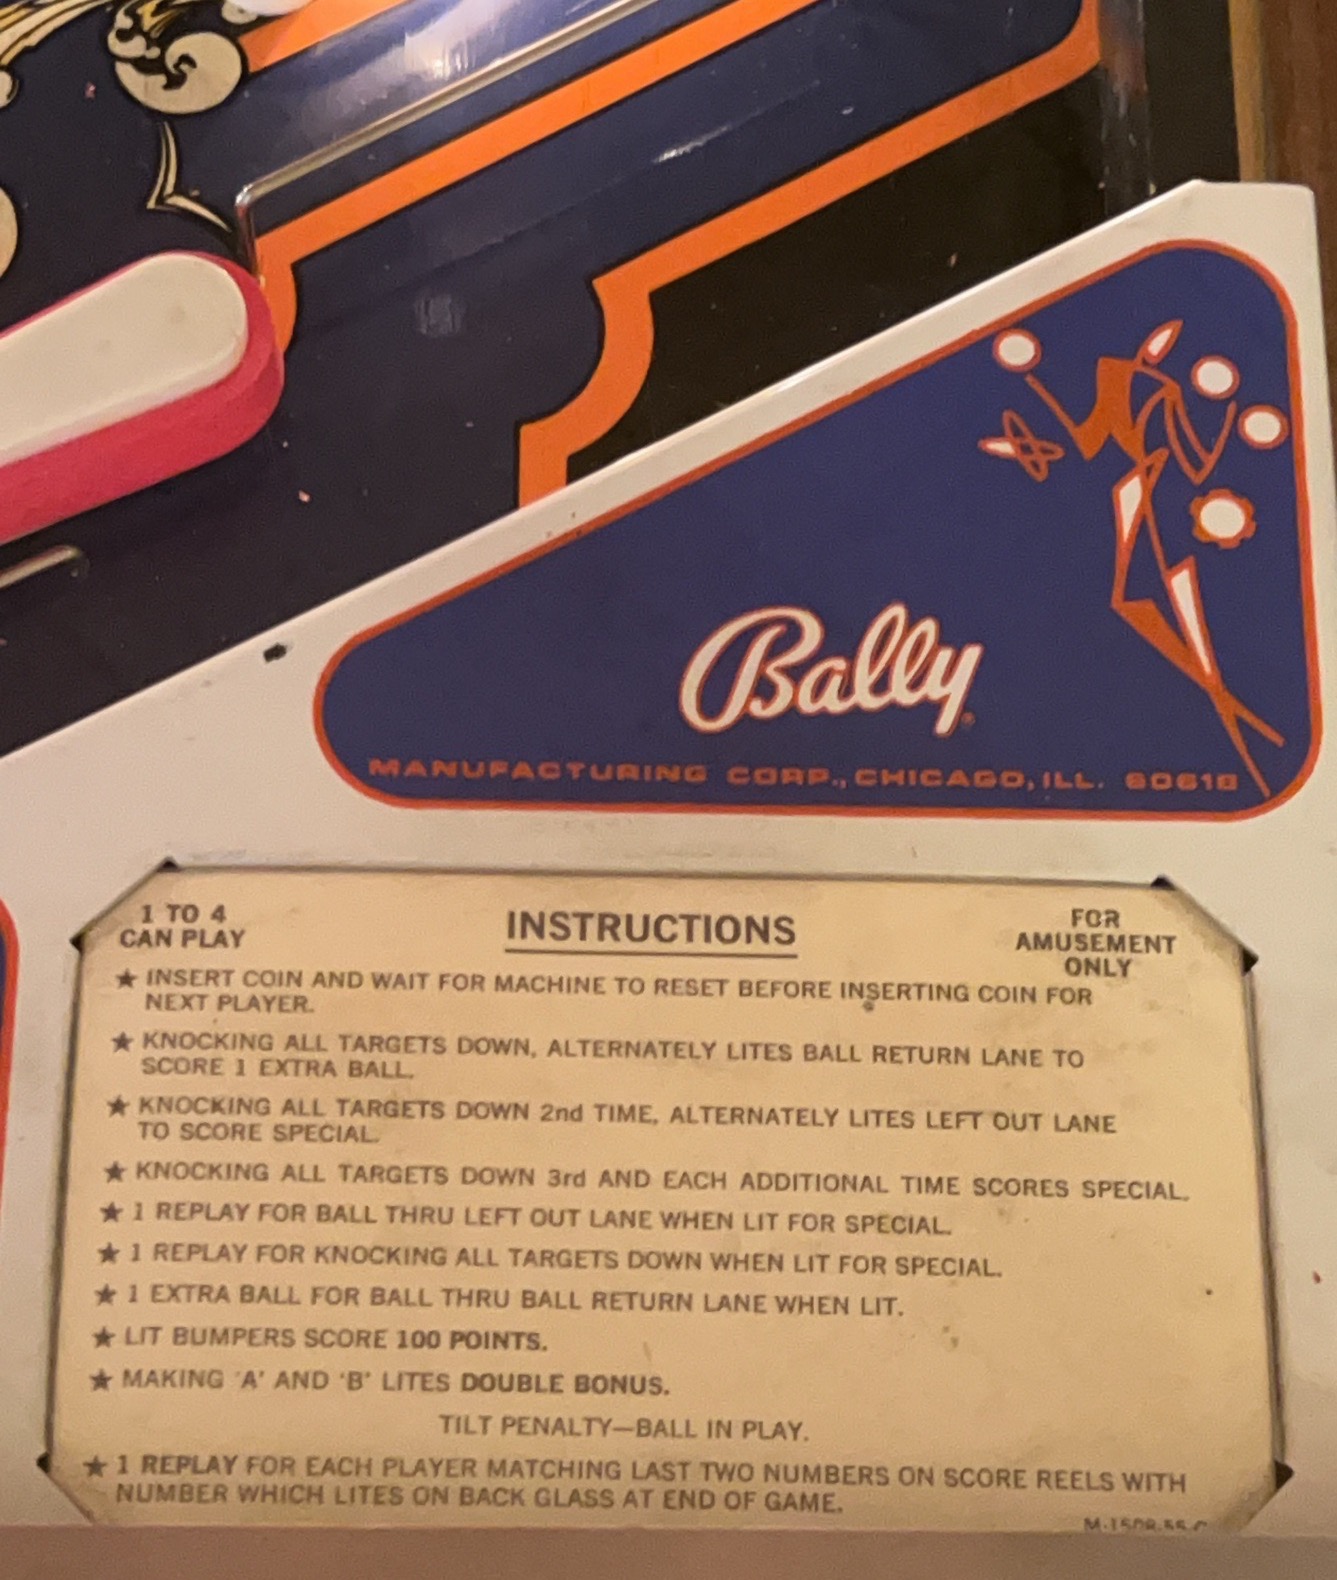 Bally
MANUFACTURING CORP., CHICAGO, ILL. 60618
1 TO 4
CAN PLAY
INSTRUCTIONS
FOR
AMUSEMENT
ONLY
★ INSERT COIN AND WAIT FOR MACHINE TO RESET BEFORE INSERTING COIN FOR
NEXT PLAYER.
★ KNOCKING ALL TARGETS DOWN, ALTERNATELY LITES BALL RETURN LANE TO
SCORE 1 EXTRA BALL.
★ KNOCKING ALL TARGETS DOWN 2nd TIME, ALTERNATELY LITES LEFT OUT LANE
TO SCORE SPECIAL.
★ KNOCKING ALL TARGETS DOWN 3rd AND EACH ADDITIONAL TIME SCORES SPECIAL.
★ 1 REPLAY FOR BALL THRU LEFT OUT LANE WHEN LIT FOR SPECIAL.
★ 1 REPLAY FOR KNOCKING ALL TARGETS DOWN WHEN LIT FOR SPECIAL.
★ 1 EXTRA BALL FOR BALL THRU BALL RETURN LANE WHEN LIT.
★ LIT BUMPERS SCORE 100 POINTS.
★ MAKING 'A' AND 'B' LITES DOUBLE BONUS.
TILT PENALTY—BALL IN PLAY.
★ 1 REPLAY FOR EACH PLAYER MATCHING LAST TWO NUMBERS ON SCORE REELS WITH
NUMBER WHICH LITES ON BACK GLASS AT END OF GAME.